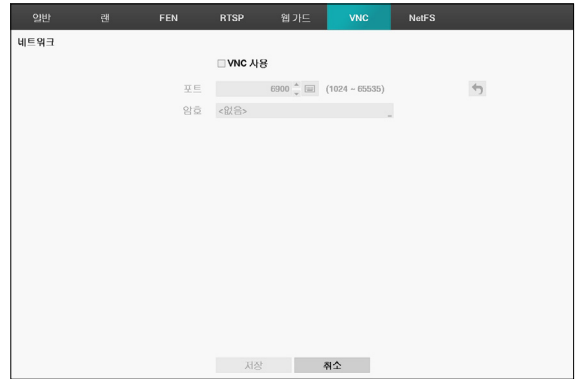 일반 랜 FEN RTSP 웹 가드 VNC NetFS
네트워크
VNC 사용
포트 6900 (1024 ~ 65535)
암호 <없음>
저장 취소